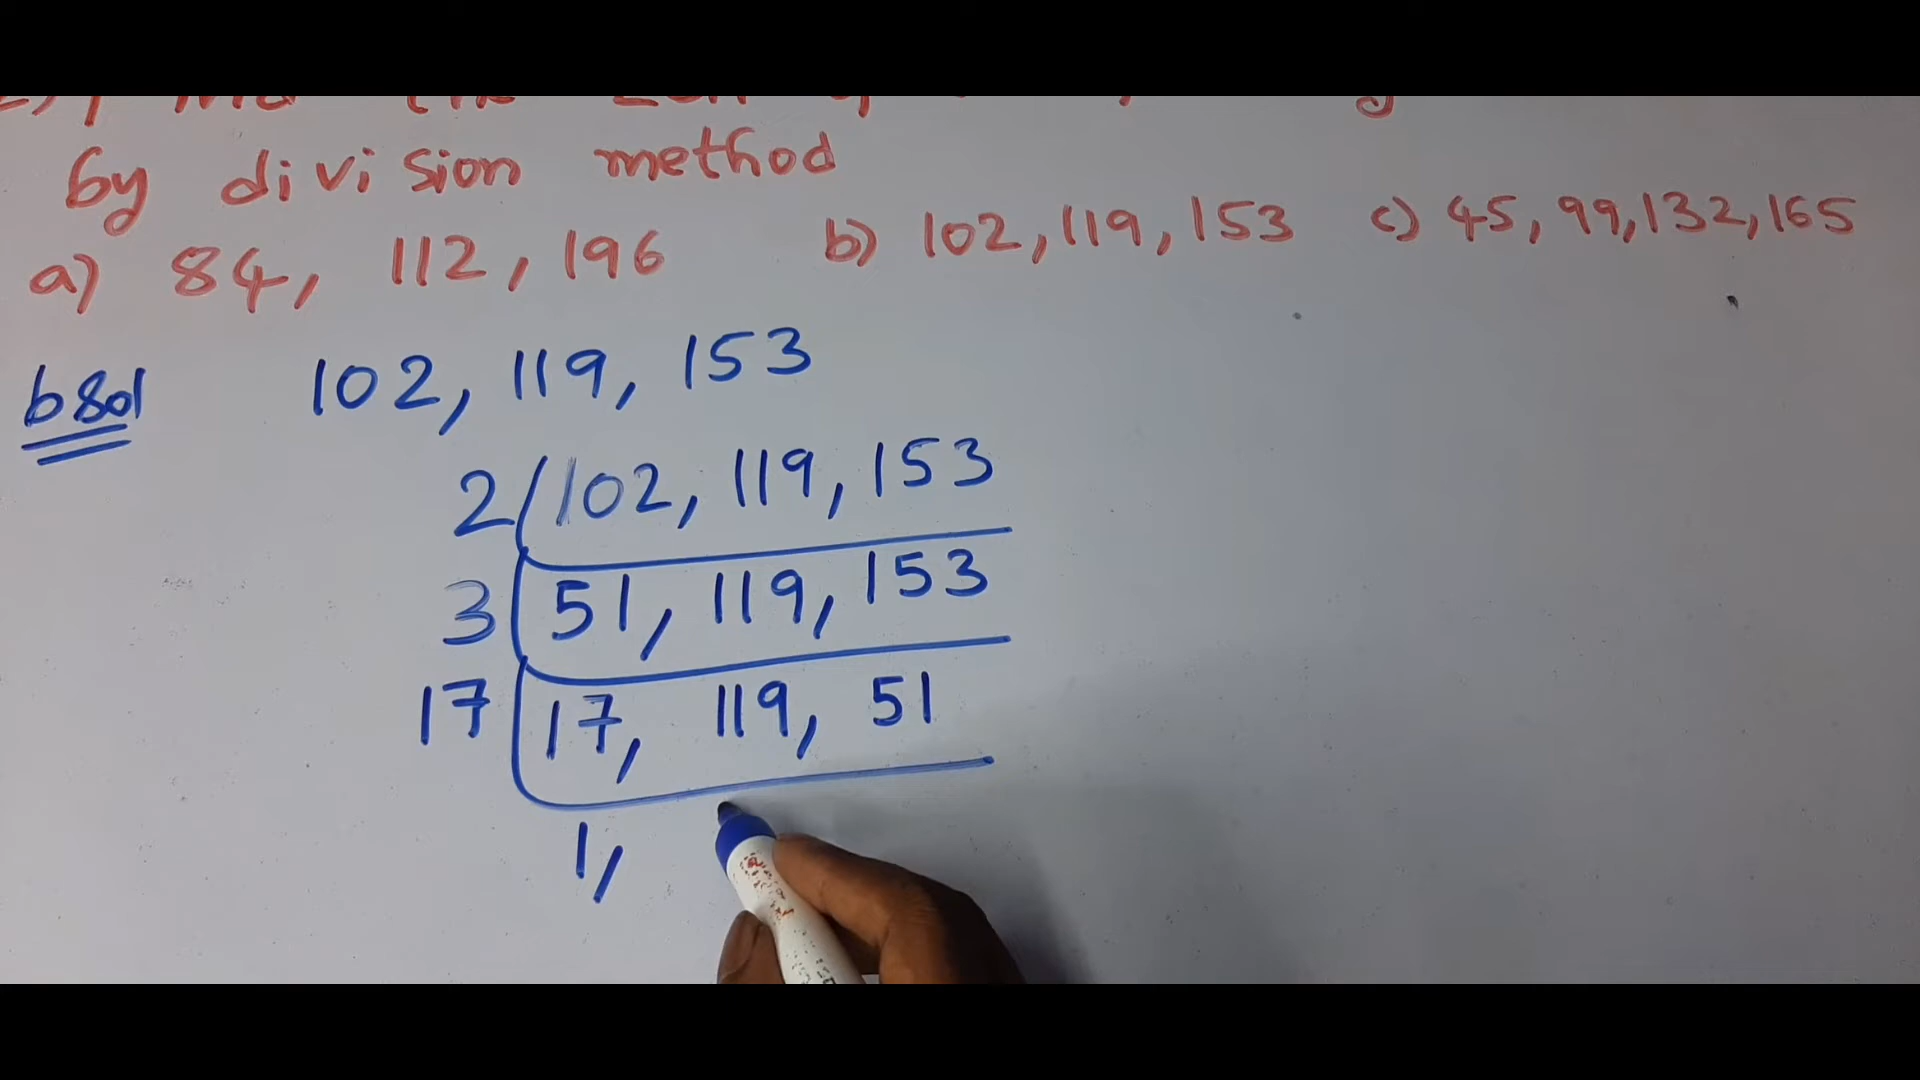 by division method
a) 84, 112, 196 b) 102, 119, 153 c) 45, 99, 132, 165
b sol 102, 119, 153
2 102, 119, 153
3 51, 119, 153
17 17, 119, 51
1,